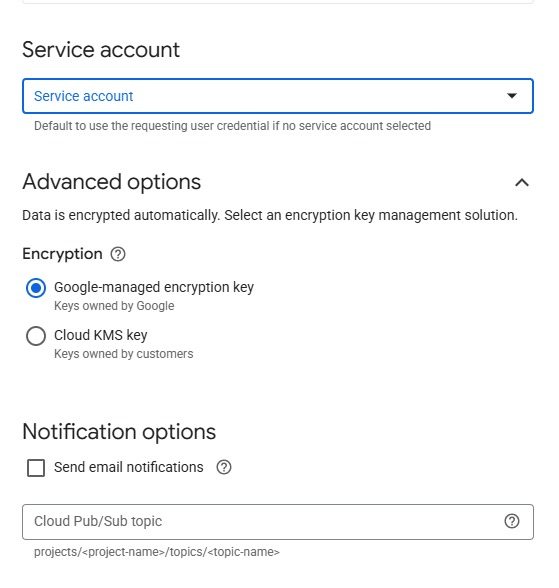 Service account
Service account
Default to use the requesting user credential if no service account selected
Advanced options
Data is encrypted automatically. Select an encryption key management solution.
Encryption
Google-managed encryption key
Keys owned by Google
Cloud KMS key
Keys owned by customers
Notification options
Send email notifications
Cloud Pub/Sub topic
projects/<project-name>/topics/<topic-name>